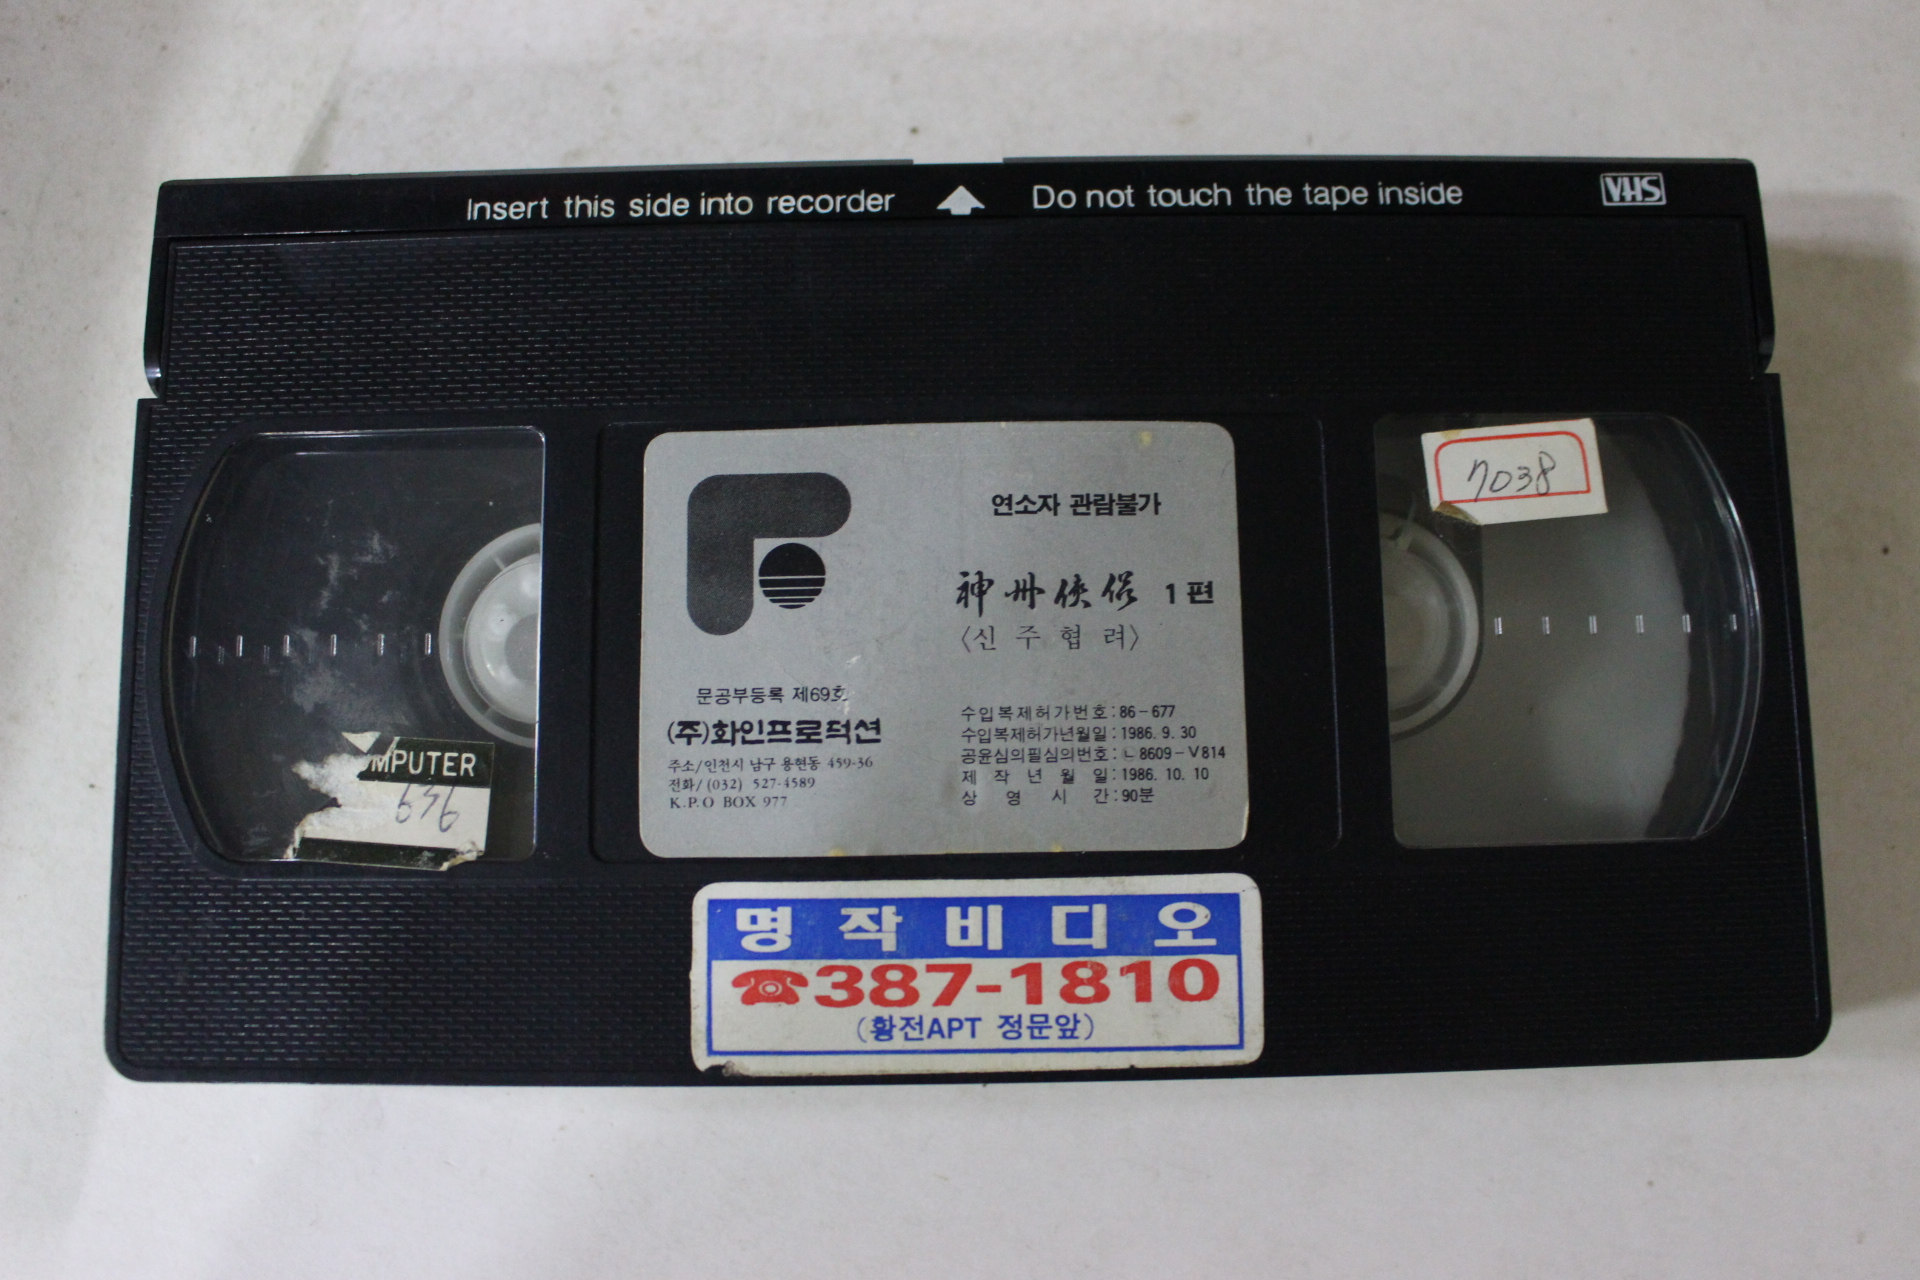 Insert this side into recorder
Do not touch the tape inside
VHS
7038
연소자 관람불가
神州俠侶 1편
〈신 주 협 려〉
문공부등록 제69호
(주)화인프로덕션
주소/인천시 남구 용현동 459-36
전화/(032) 527-4589
K.P.O BOX 977
수입복제허가번호:86-677
수입복제허가년월일:1986. 9. 30
공윤심의필심의번호:ㄴ8609-V814
제 작 년 월 일:1986. 10. 10
상 영 시 간:90분
MPUTER
636
명작비디오
☎387-1810
(황전APT 정문앞)